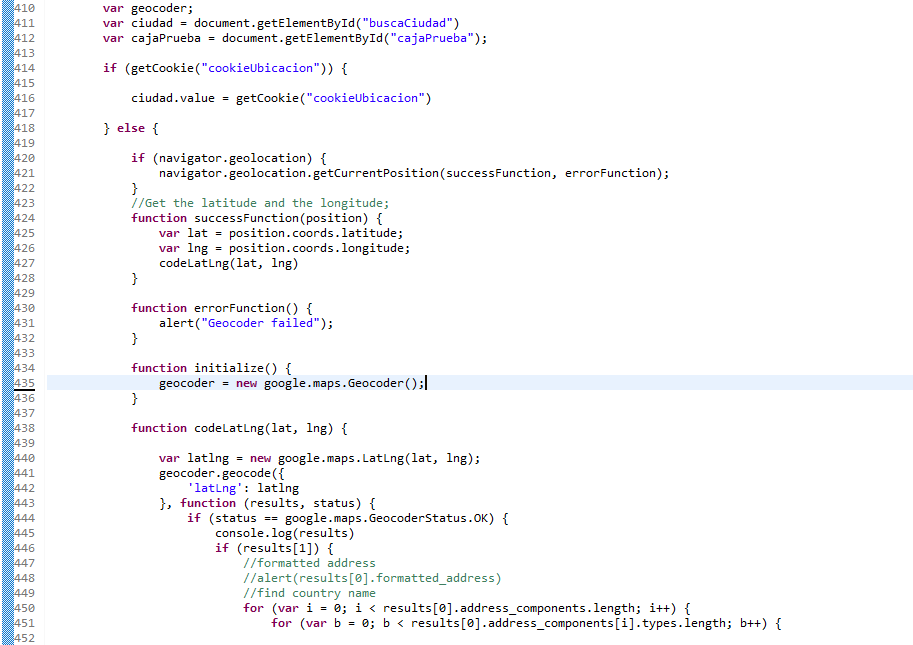 410 var geocoder;
411 var ciudad = document.getElementById("buscaCiudad")
412 var cajaPrueba = document.getElementById("cajaPrueba");
413
414 if (getCookie("cookieUbicacion")) {
415
416 ciudad.value = getCookie("cookieUbicacion")
417
418 } else {
419
420 if (navigator.geolocation) {
421 navigator.geolocation.getCurrentPosition(successFunction, errorFunction);
422 }
423 //Get the latitude and the longitude;
424 function successFunction(position) {
425 var lat = position.coords.latitude;
426 var lng = position.coords.longitude;
427 codeLatLng(lat, lng)
428 }
429
430 function errorFunction() {
431 alert("Geocoder failed");
432 }
433
434 function initialize() {
435 geocoder = new google.maps.Geocoder();
436 }
437
438 function codeLatLng(lat, lng) {
439
440 var latlng = new google.maps.LatLng(lat, lng);
441 geocoder.geocode({
442 'latLng': latlng
443 }, function (results, status) {
444 if (status == google.maps.GeocoderStatus.OK) {
445 console.log(results)
446 if (results[1]) {
447 //formatted address
448 //alert(results[0].formatted_address)
449 //find country name
450 for (var i = 0; i < results[0].address_components.length; i++) {
451 for (var b = 0; b < results[0].address_components[i].types.length; b++) {
452